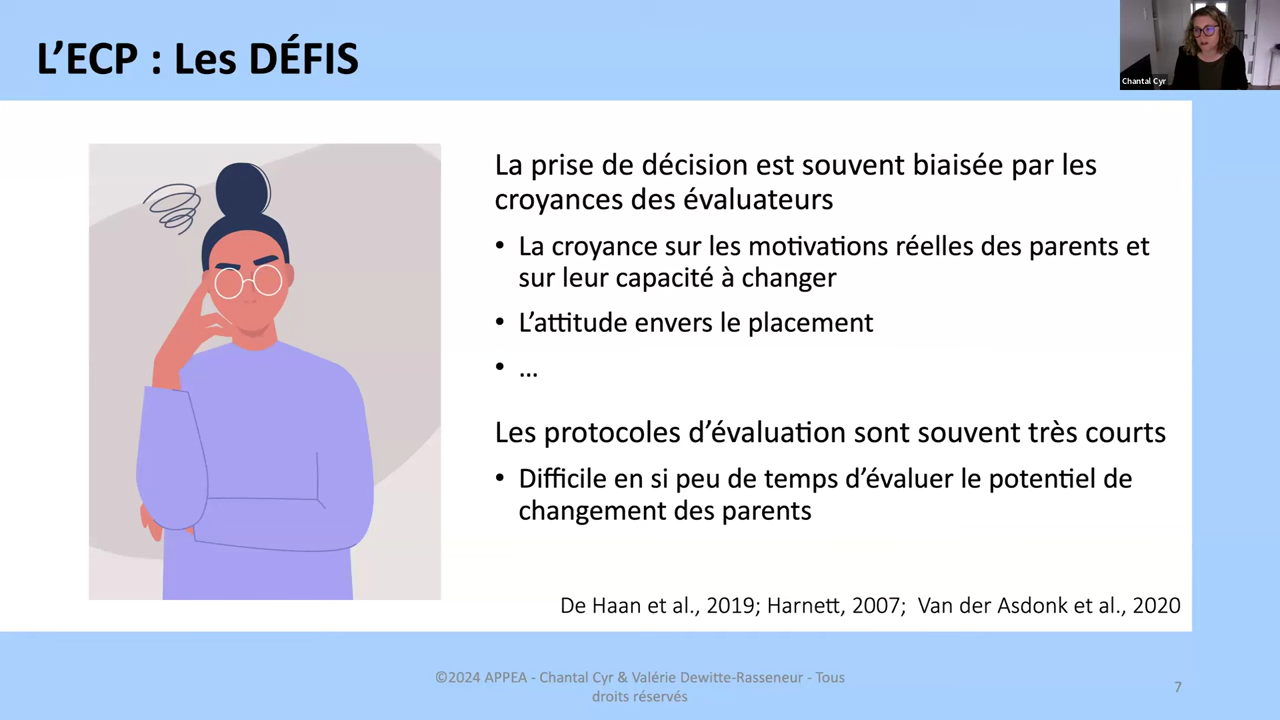 L’ECP : Les DÉFIS
Chantal Cyr
La prise de décision est souvent biaisée par les
croyances des évaluateurs
• La croyance sur les motivations réelles des parents et
sur leur capacité à changer
• L’attitude envers le placement
• …
Les protocoles d’évaluation sont souvent très courts
• Difficile en si peu de temps d’évaluer le potentiel de
changement des parents
De Haan et al., 2019; Harnett, 2007; Van der Asdonk et al., 2020
©2024 APPEA - Chantal Cyr & Valérie Dewitte-Rasseneur - Tous
droits réservés
7